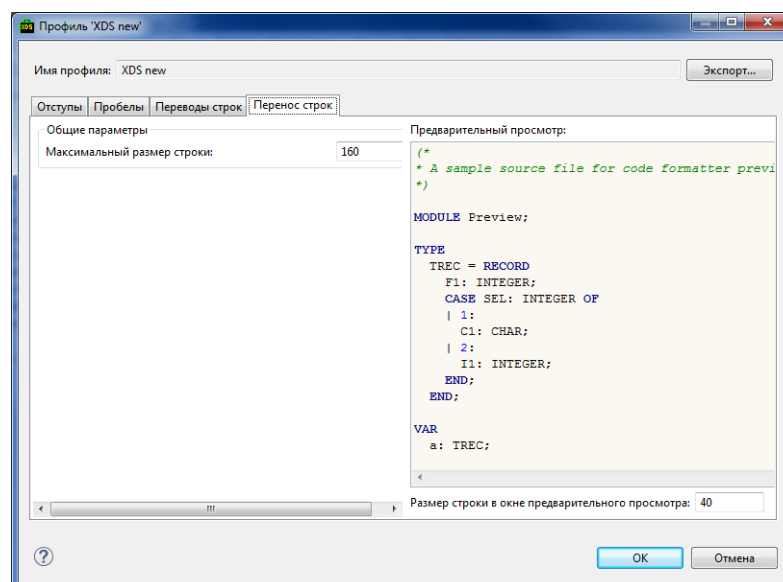 Профиль 'XDS new'
Имя профиля: XDS new
Экспорт...
Отступы Пробелы Переводы строк Перенос строк
Общие параметры
Максимальный размер строки: 160
Предварительный просмотр:
(*
* A sample source file for code formatter previ
*)
MODULE Preview;
TYPE
TREC = RECORD
F1: INTEGER;
CASE SEL: INTEGER OF
| 1:
C1: CHAR;
| 2:
I1: INTEGER;
END;
END;
VAR
a: TREC;
Размер строки в окне предварительного просмотра: 40
OK Отмена